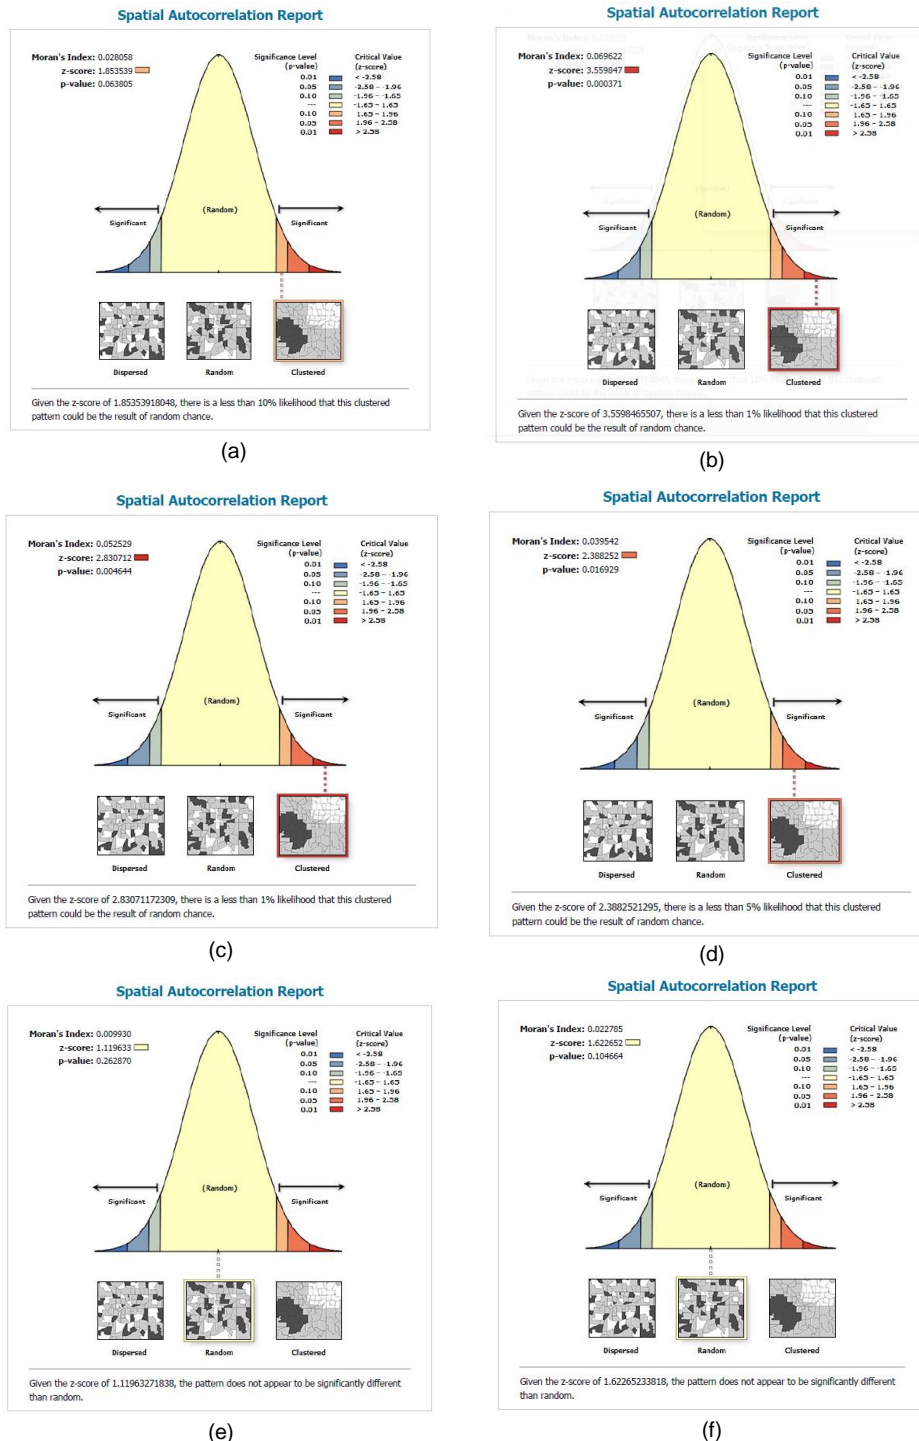 Spatial Autocorrelation Report
Moran's Index: 0.028058
z-score: 1.853539
p-value: 0.063805
Significance Level (p-value)
Critical Value (z-score)
0.01 < -2.58
0.05 -2.58 – -1.96
0.10 -1.96 – -1.65
--- -1.65 – 1.65
0.10 1.65 – 1.96
0.05 1.96 – 2.58
0.01 > 2.58
Significant
(Random)
Significant
Dispersed
Random
Clustered
Given the z-score of 1.85353918048, there is a less than 10% likelihood that this clustered
pattern could be the result of random chance.
(a)
Spatial Autocorrelation Report
Moran's Index: 0.069622
z-score: 3.559847
p-value: 0.000371
Significance Level (p-value)
Critical Value (z-score)
0.01 < -2.58
0.05 -2.58 – -1.96
0.10 -1.96 – -1.65
--- -1.65 – 1.65
0.10 1.65 – 1.96
0.05 1.96 – 2.58
0.01 > 2.58
Significant
(Random)
Significant
Dispersed
Random
Clustered
Given the z-score of 3.5598465507, there is a less than 1% likelihood that this clustered
pattern could be the result of random chance.
(b)
Spatial Autocorrelation Report
Moran's Index: 0.052529
z-score: 2.830712
p-value: 0.004644
Significance Level (p-value)
Critical Value (z-score)
0.01 < -2.58
0.05 -2.58 – -1.96
0.10 -1.96 – -1.65
--- -1.65 – 1.65
0.10 1.65 – 1.96
0.05 1.96 – 2.58
0.01 > 2.58
Significant
(Random)
Significant
Dispersed
Random
Clustered
Given the z-score of 2.83071172309, there is a less than 1% likelihood that this clustered
pattern could be the result of random chance.
(c)
Spatial Autocorrelation Report
Moran's Index: 0.039542
z-score: 2.388252
p-value: 0.016929
Significance Level (p-value)
Critical Value (z-score)
0.01 < -2.58
0.05 -2.58 – -1.96
0.10 -1.96 – -1.65
--- -1.65 – 1.65
0.10 1.65 – 1.96
0.05 1.96 – 2.58
0.01 > 2.58
Significant
(Random)
Significant
Dispersed
Random
Clustered
Given the z-score of 2.3882521295, there is a less than 5% likelihood that this clustered
pattern could be the result of random chance.
(d)
Spatial Autocorrelation Report
Moran's Index: 0.009930
z-score: 1.119633
p-value: 0.262870
Significance Level (p-value)
Critical Value (z-score)
0.01 < -2.58
0.05 -2.58 – -1.96
0.10 -1.96 – -1.65
--- -1.65 – 1.65
0.10 1.65 – 1.96
0.05 1.96 – 2.58
0.01 > 2.58
Significant
(Random)
Significant
Dispersed
Random
Clustered
Given the z-score of 1.11963271838, the pattern does not appear to be significantly different
than random.
(e)
Spatial Autocorrelation Report
Moran's Index: 0.022785
z-score: 1.622652
p-value: 0.104664
Significance Level (p-value)
Critical Value (z-score)
0.01 < -2.58
0.05 -2.58 – -1.96
0.10 -1.96 – -1.65
--- -1.65 – 1.65
0.10 1.65 – 1.96
0.05 1.96 – 2.58
0.01 > 2.58
Significant
(Random)
Significant
Dispersed
Random
Clustered
Given the z-score of 1.62265233818, the pattern does not appear to be significantly different
than random.
(f)